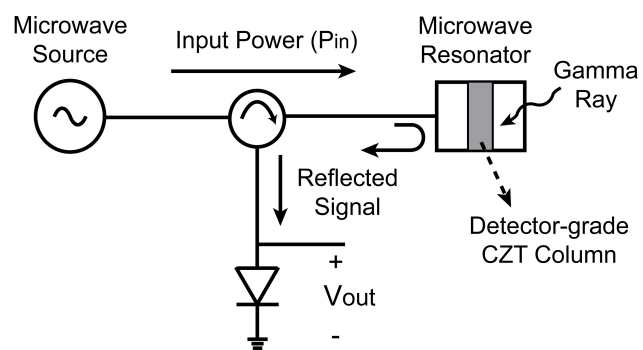 Microwave
Source
Input Power (Pin)
Microwave
Resonator
Gamma
Ray
Reflected
Signal
Detector-grade
CZT Column
+
Vout
-